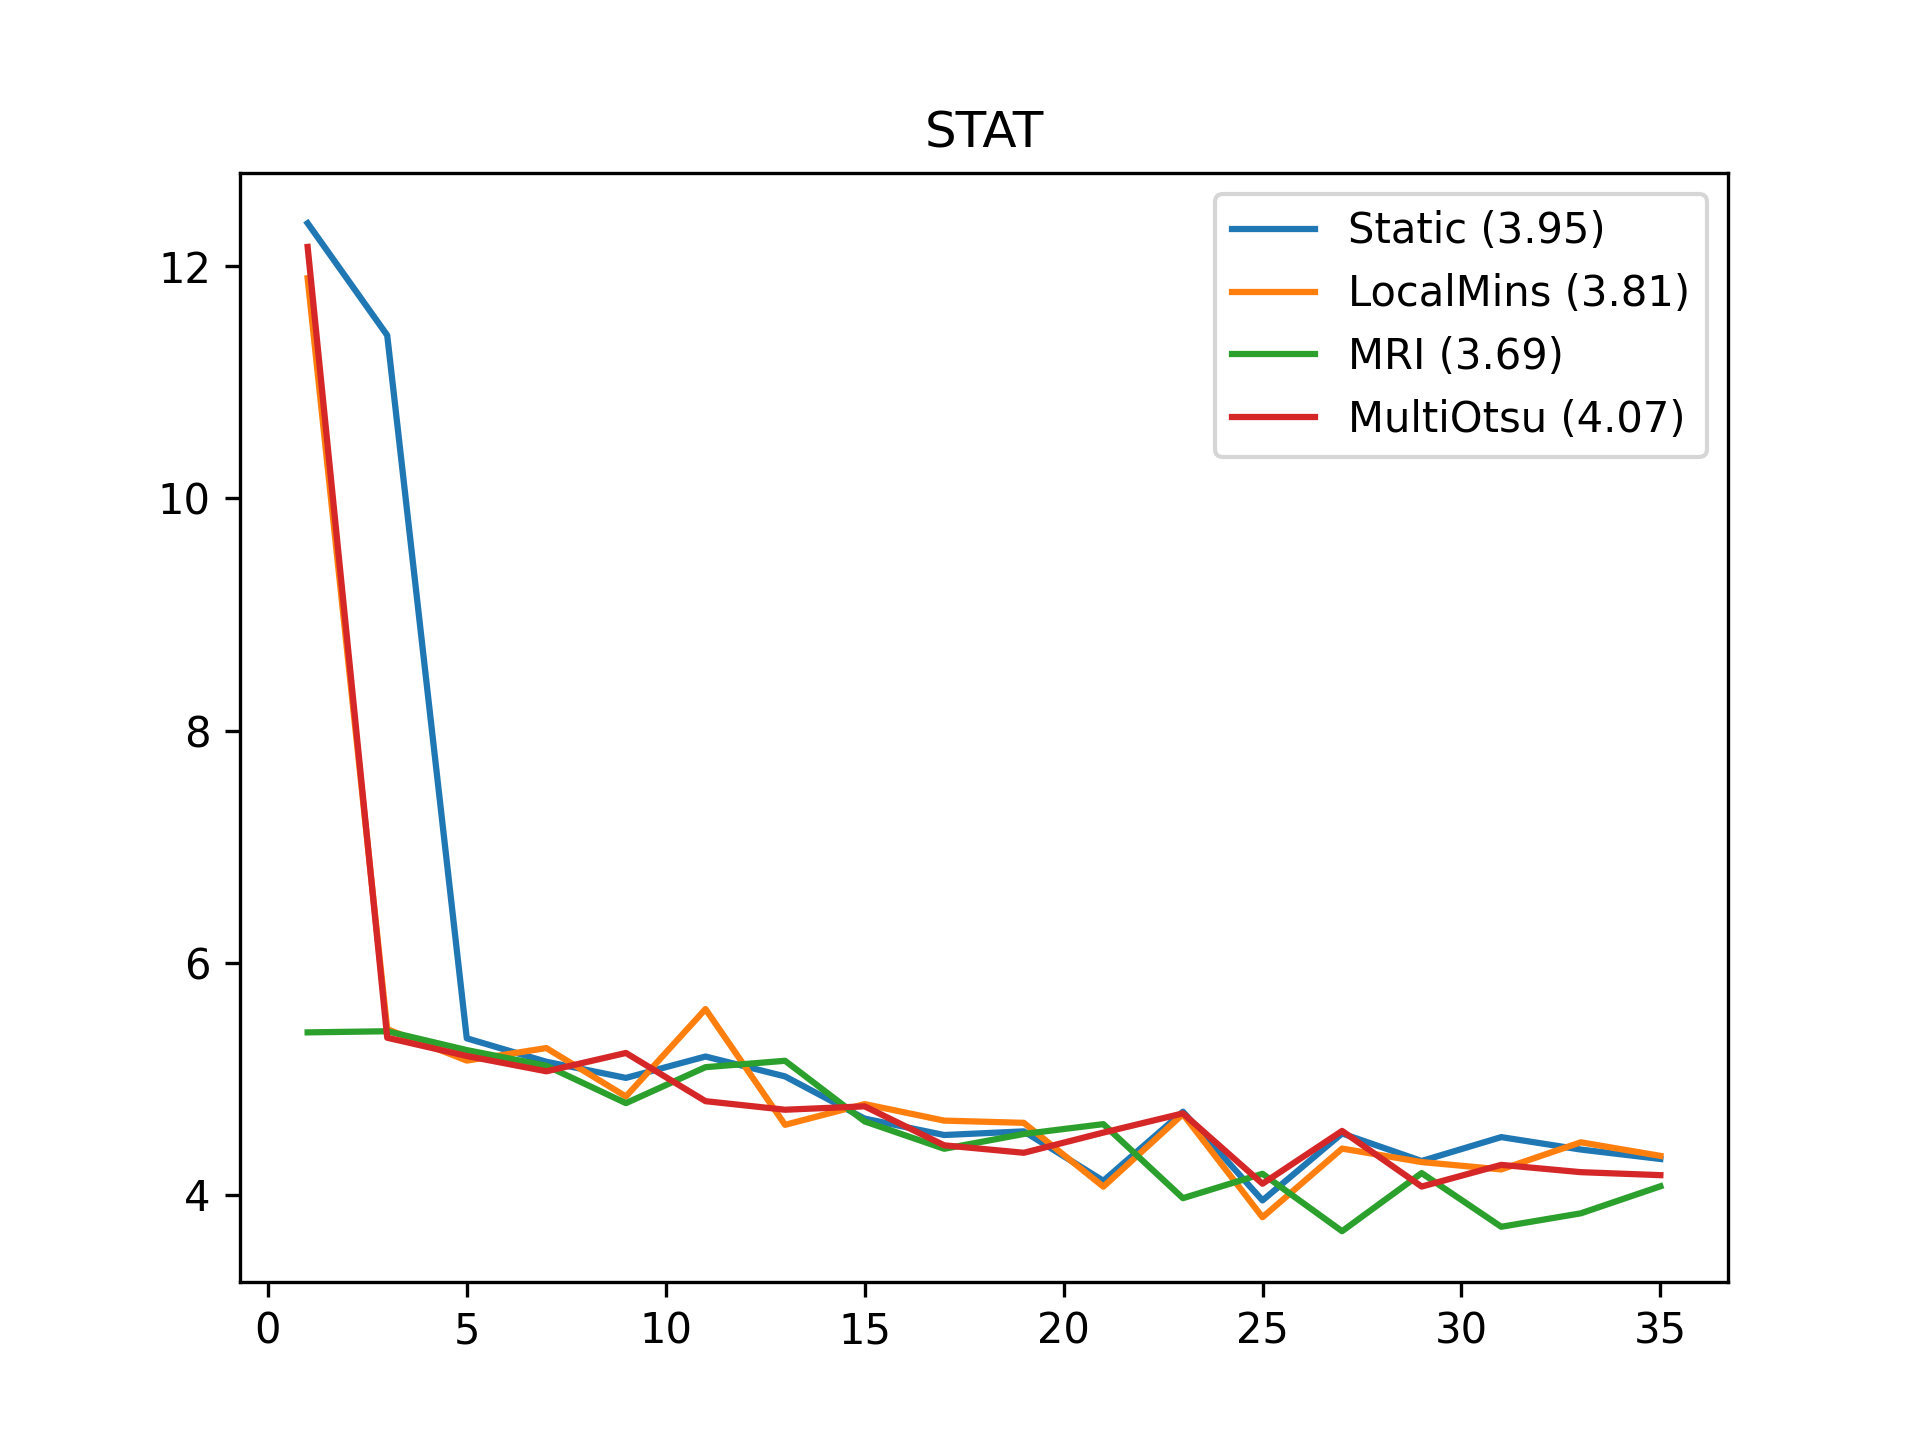 STAT
Static (3.95)
LocalMins (3.81)
MRI (3.69)
MultiOtsu (4.07)
12
10
8
6
4
0 5 10 15 20 25 30 35